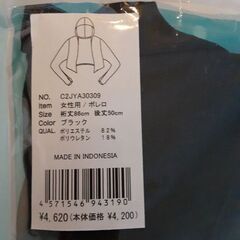 NO. C2JYA30309
Item 女性用/ボレロ
Size 裄丈86cm 後丈50cm
Color ブラック
QUAL. ポリエステル 82%
ポリウレタン 18%
MADE IN INDONESIA
4 571546 943190
¥4,620(本体価格 ¥4,200)